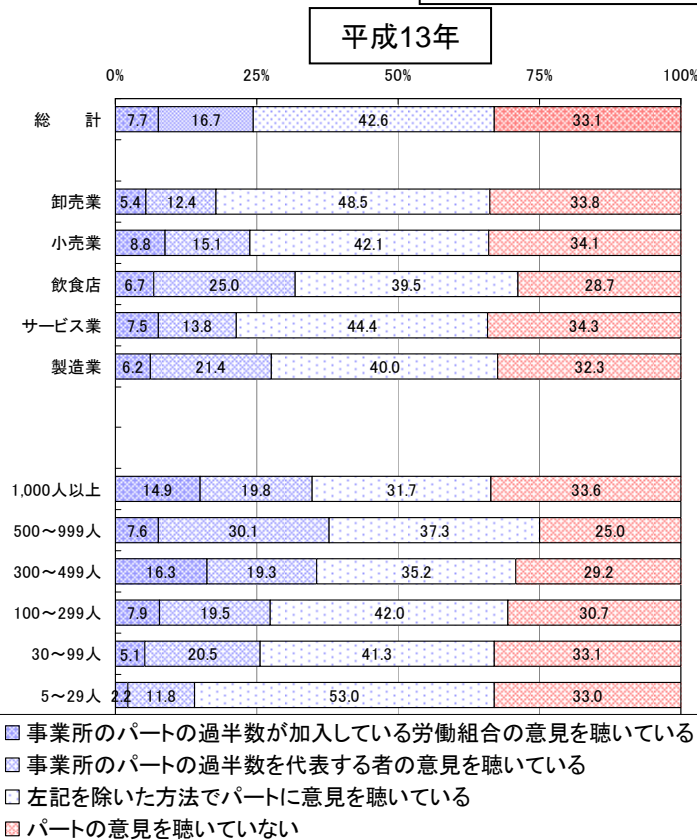 平成13年
0% 25% 50% 75% 100%
総 計 7.7 16.7 42.6 33.1
卸売業 5.4 12.4 48.5 33.8
小売業 8.8 15.1 42.1 34.1
飲食店 6.7 25.0 39.5 28.7
サービス業 7.5 13.8 44.4 34.3
製造業 6.2 21.4 40.0 32.3
1,000人以上 14.9 19.8 31.7 33.6
500～999人 7.6 30.1 37.3 25.0
300～499人 16.3 19.3 35.2 29.2
100～299人 7.9 19.5 42.0 30.7
30～99人 5.1 20.5 41.3 33.1
5～29人 2.2 11.8 53.0 33.0
事業所のパートの過半数が加入している労働組合の意見を聴いている
事業所のパートの過半数を代表する者の意見を聴いている
左記を除いた方法でパートに意見を聴いている
パートの意見を聴いていない